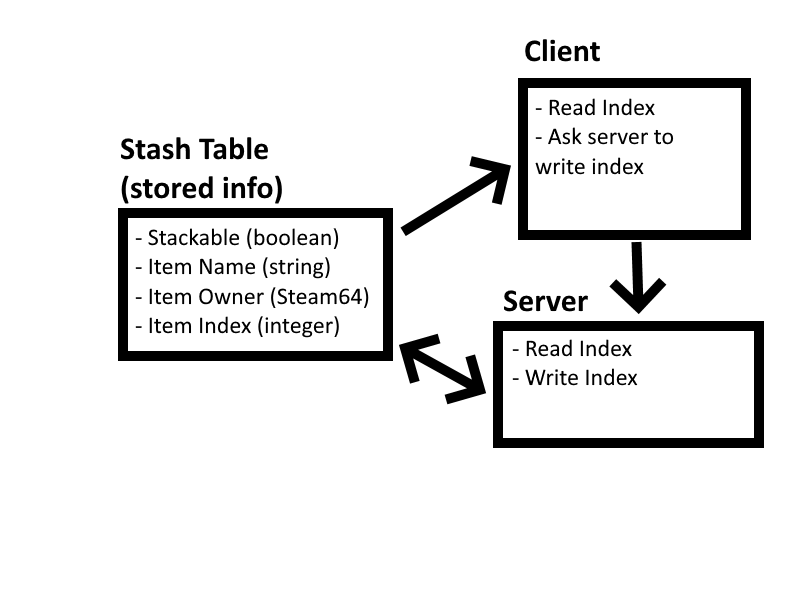 Client
- Read Index
- Ask server to
write index
Stash Table
(stored info)
- Stackable (boolean)
- Item Name (string)
- Item Owner (Steam64)
- Item Index (integer)
Server
- Read Index
- Write Index